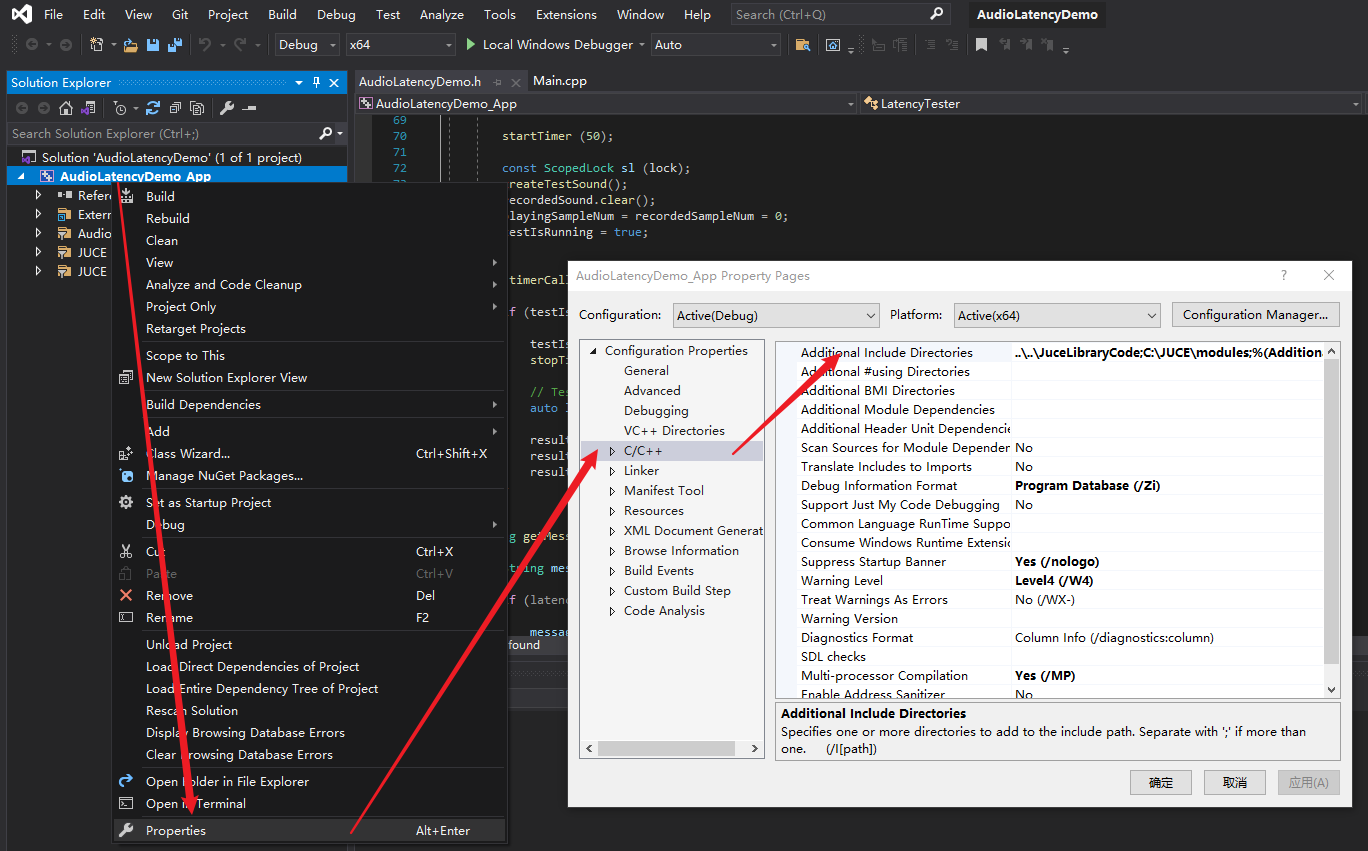 File Edit View Git Project Build Debug Test Analyze Tools Extensions Window Help Search (Ctrl+Q) AudioLatencyDemo
Debug x64 Local Windows Debugger Auto
Solution Explorer
Search Solution Explorer (Ctrl+;)
Solution 'AudioLatencyDemo' (1 of 1 project)
AudioLatencyDemo_App
Refere
Extern
Audio
JUCE
JUCE
AudioLatencyDemo.h Main.cpp
AudioLatencyDemo_App LatencyTester
69
70 startTimer (50);
71
72 const ScopedLock sl (lock);
reateTestSound();
ecordedSound.clear();
layingSampleNum = recordedSampleNum = 0;
estIsRunning = true;
timerCall
f (testIs
testIs
stopTi
// Tes
auto
result
result
result
g getMess
tring mes
f (latenc
messa
found
Build
Rebuild
Clean
View
Analyze and Code Cleanup
Project Only
Retarget Projects
Scope to This
New Solution Explorer View
Build Dependencies
Add
Class Wizard... Ctrl+Shift+X
Manage NuGet Packages...
Set as Startup Project
Debug
Cut Ctrl+X
Paste Ctrl+V
Remove Del
Rename F2
Unload Project
Load Direct Dependencies of Project
Load Entire Dependency Tree of Project
Rescan Solution
Display Browsing Database Errors
Clear Browsing Database Errors
Open Folder in File Explorer
Open in Terminal
Properties Alt+Enter
AudioLatencyDemo_App Property Pages ?
Configuration: Active(Debug) Platform: Active(x64) Configuration Manager...
Configuration Properties
General
Advanced
Debugging
VC++ Directories
C/C++
Linker
Manifest Tool
Resources
XML Document Generat
Browse Information
Build Events
Custom Build Step
Code Analysis
Additional Include Directories ..\..\JuceLibraryCode;C:\JUCE\modules;%(Addition
Additional #using Directories
Additional BMI Directories
Additional Module Dependencies
Additional Header Unit Dependencie
Scan Sources for Module Dependen No
Translate Includes to Imports No
Debug Information Format Program Database (/Zi)
Support Just My Code Debugging No
Common Language RunTime Suppo
Consume Windows Runtime Extensio
Suppress Startup Banner Yes (/nologo)
Warning Level Level4 (/W4)
Treat Warnings As Errors No (/WX-)
Warning Version
Diagnostics Format Column Info (/diagnostics:column)
SDL checks
Multi-processor Compilation Yes (/MP)
Enable Address Sanitizer No
Additional Include Directories
Specifies one or more directories to add to the include path. Separate with ';' if more than
one. (/I[path])
确定 取消 应用(A)